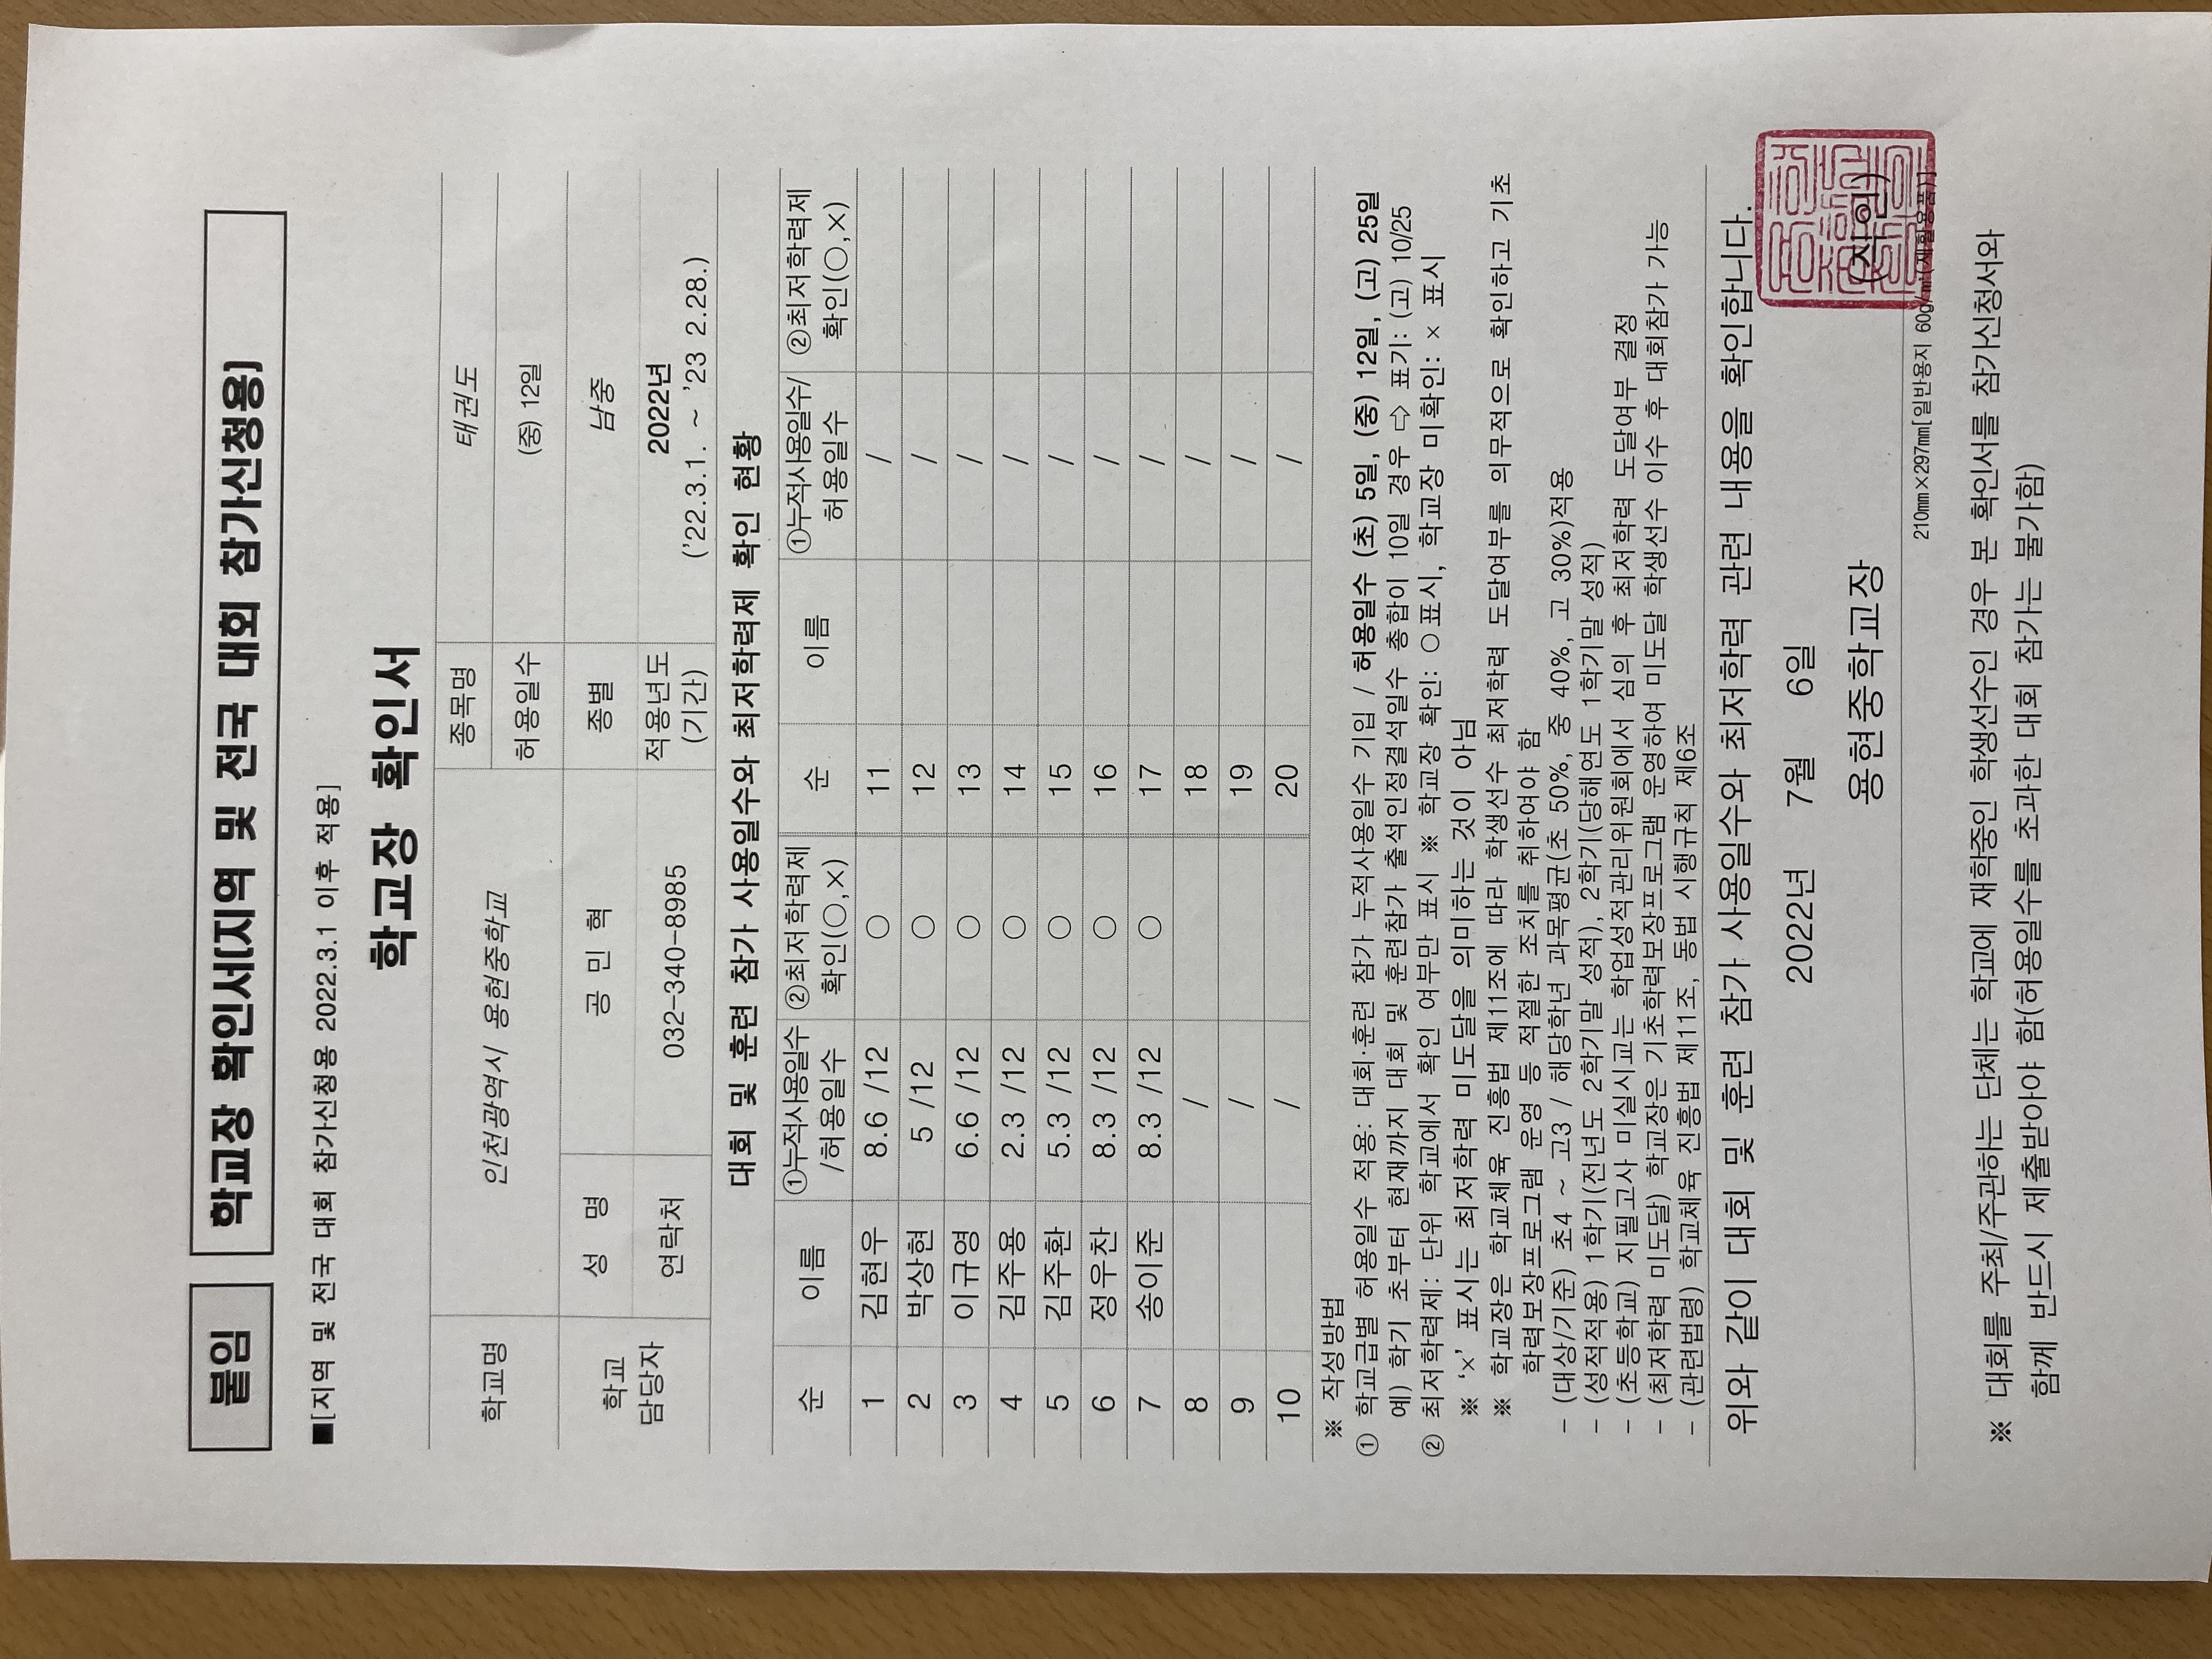 붙임 학교장 확인서(지역 및 전국 대회 참가신청용)
■[지역 및 전국 대회 참가신청용 2022.3.1 이후 적용]
학교장 확인서
학교명 인천광역시 용현중학교 종목명 태권도
허용일수 (중) 12일
학교 담당자 성 명 공 민 혁 종별 남중
연락처 032-340-8985 적용년도 (기간) 2022년 ('22.3.1. ~ '23 2.28.)
대회 및 훈련 참가 사용일수와 최저학력제 확인 현황
순 이름 ①누적사용일수 /허용일수 ②최저학력제 확인(○,×) 순 이름 ①누적사용일수/ 허용일수 ②최저학력제 확인(○,×)
1 김현우 8.6 /12 ○ 11 /
2 박상현 5 /12 ○ 12 /
3 이규영 6.6 /12 ○ 13 /
4 김주용 2.3 /12 ○ 14 /
5 김주환 5.3 /12 ○ 15 /
6 정우찬 8.3 /12 ○ 16 /
7 송이준 8.3 /12 ○ 17 /
8 / 18 /
9 / 19 /
10 / 20 /
※ 작성방법
① 학교급별 허용일수 적용: 대회·훈련 참가 누적사용일수 기입 / 허용일수 (초) 5일, (중) 12일, (고) 25일
예) 학기 초부터 현재까지 대회 및 훈련참가 출석인정결석일수 총합이 10일 경우 ⇨ 표기: (고) 10/25
② 최저학력제: 단위 학교에서 확인 여부만 표시 ※ 학교장 확인: ○ 표시, 학교장 미확인: × 표시
※ '×' 표시는 최저학력 미도달을 의미하는 것이 아님
※ 학교장은 학교체육 진흥법 제11조에 따라 학생선수 최저학력 도달여부를 의무적으로 확인하고 기초
학력보장프로그램 운영 등 적절한 조치를 취하여야 함
- (대상/기준) 초4 ~ 고3 / 해당학년 과목평균(초 50%, 중 40%, 고 30%)적용
- (성적적용) 1학기(전년도 2학기말 성적), 2학기(당해연도 1학기말 성적)
- (초등학교) 지필고사 미실시교는 학업성적관리위원회에서 심의 후 최저학력 도달여부 결정
- (최저학력 미도달) 학교장은 기초학력보장프로그램 운영하여 미도달 학생선수 이수 후 대회참가 가능
- (관련법령) 학교체육 진흥법 제11조, 동법 시행규칙 제6조
위와 같이 대회 및 훈련 참가 사용일수와 최저학력 관련 내용을 확인합니다.
2022년 7월 6일
용현중학교장 (직인)
210㎜×297㎜[일반용지 60g/㎡(재활용품)]
※ 대회를 주최/주관하는 단체는 학교에 재학중인 학생선수인 경우 본 확인서를 참가신청서와
함께 반드시 제출받아야 함(허용일수를 초과한 대회 참가는 불가함)